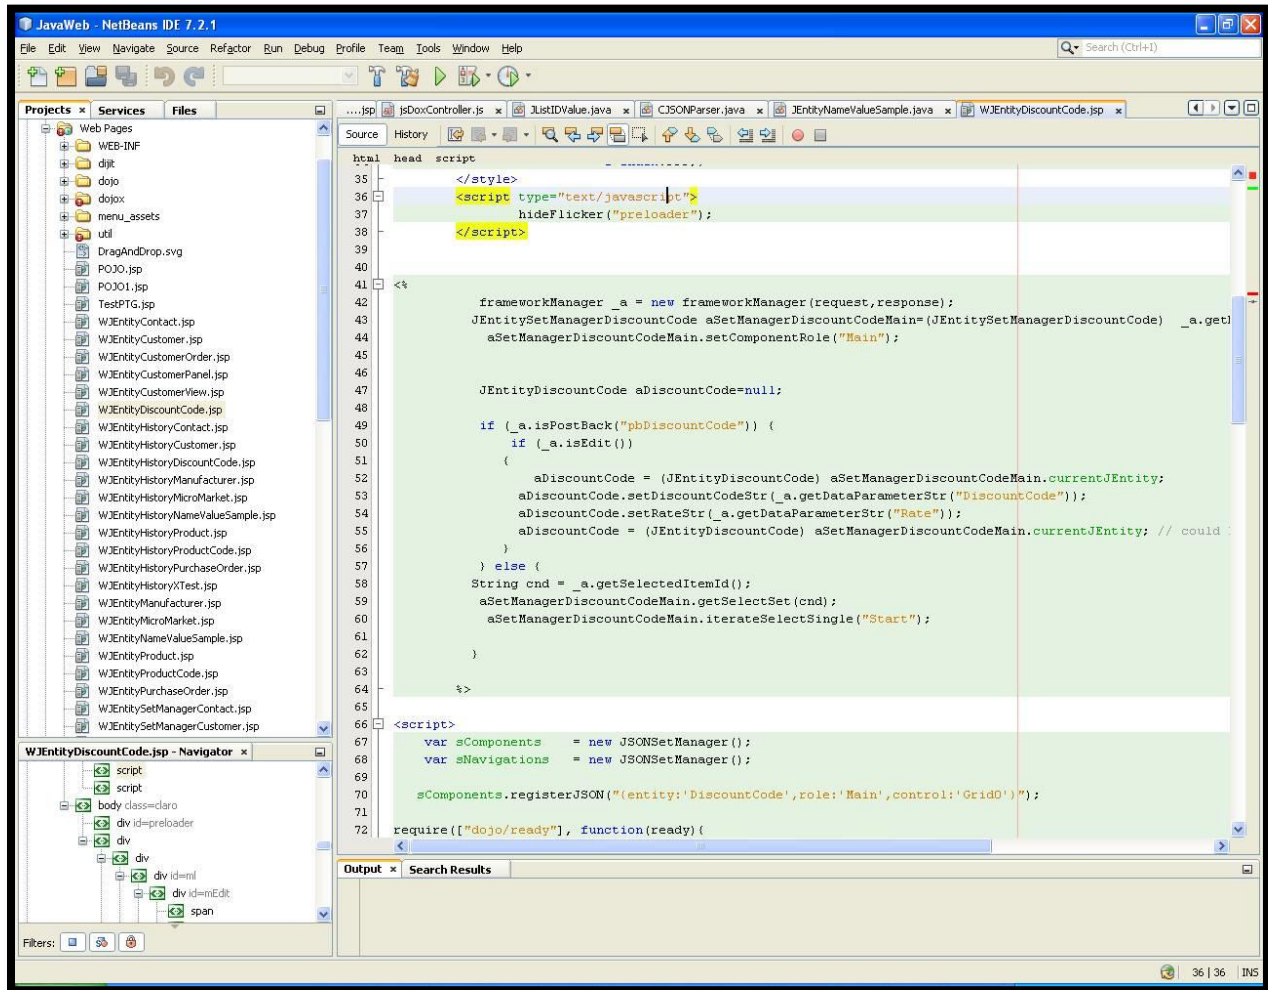 JavaWeb - NetBeans IDE 7.2.1
File Edit View Navigate Source Refactor Run Debug Profile Team Tools Window Help
Search (Ctrl+I)
Projects Services Files
Web Pages
WEB-INF
dijit
dojo
dojox
menu_assets
util
DragAndDrop.svg
POJO.jsp
POJO1.jsp
TestPTG.jsp
WJEntityContact.jsp
WJEntityCustomer.jsp
WJEntityCustomerOrder.jsp
WJEntityCustomerPanel.jsp
WJEntityCustomerView.jsp
WJEntityDiscountCode.jsp
WJEntityHistoryContact.jsp
WJEntityHistoryCustomer.jsp
WJEntityHistoryDiscountCode.jsp
WJEntityHistoryManufacturer.jsp
WJEntityHistoryMicroMarket.jsp
WJEntityHistoryNameValueSample.jsp
WJEntityHistoryProduct.jsp
WJEntityHistoryProductCode.jsp
WJEntityHistoryPurchaseOrder.jsp
WJEntityHistoryXTest.jsp
WJEntityManufacturer.jsp
WJEntityMicroMarket.jsp
WJEntityNameValueSample.jsp
WJEntityProduct.jsp
WJEntityProductCode.jsp
WJEntityPurchaseOrder.jsp
WJEntitySetManagerContact.jsp
WJEntitySetManagerCustomer.jsp
WJEntityDiscountCode.jsp - Navigator
script
script
body class=claro
div id=preloader
div
div
div id=ml
div id=mEdit
span
Filters:
....jsp jsDoxController.js JListIDValue.java CJSONParser.java JEntityNameValueSample.java WJEntityDiscountCode.jsp
Source History
html head script
35 </style>
36 <script type="text/javascript">
37 hideFlicker("preloader");
38 </script>
39
40
41 <%
42 frameworkManager _a = new frameworkManager(request,response);
43 JEntitySetManagerDiscountCode aSetManagerDiscountCodeMain=(JEntitySetManagerDiscountCode) _a.get
44 aSetManagerDiscountCodeMain.setComponentRole("Main");
45
46
47 JEntityDiscountCode aDiscountCode=null;
48
49 if (_a.isPostBack("pbDiscountCode")) {
50 if (_a.isEdit())
51 {
52 aDiscountCode = (JEntityDiscountCode) aSetManagerDiscountCodeMain.currentJEntity;
53 aDiscountCode.setDiscountCodeStr(_a.getDataParameterStr("DiscountCode"));
54 aDiscountCode.setRateStr(_a.getDataParameterStr("Rate"));
55 aDiscountCode = (JEntityDiscountCode) aSetManagerDiscountCodeMain.currentJEntity; // could
56 }
57 } else {
58 String cnd = _a.getSelectedItemId();
59 aSetManagerDiscountCodeMain.getSelectSet(cnd);
60 aSetManagerDiscountCodeMain.iterateSelectSingle("Start");
61
62 }
63
64 %>
65
66 <script>
67 var sComponents = new JSONSetManager();
68 var sNavigations = new JSONSetManager();
69
70 sComponents.registerJSON("{entity:'DiscountCode',role:'Main',control:'Grid0'}");
71
72 require(["dojo/ready"], function(ready){
Output Search Results
36 | 36 INS